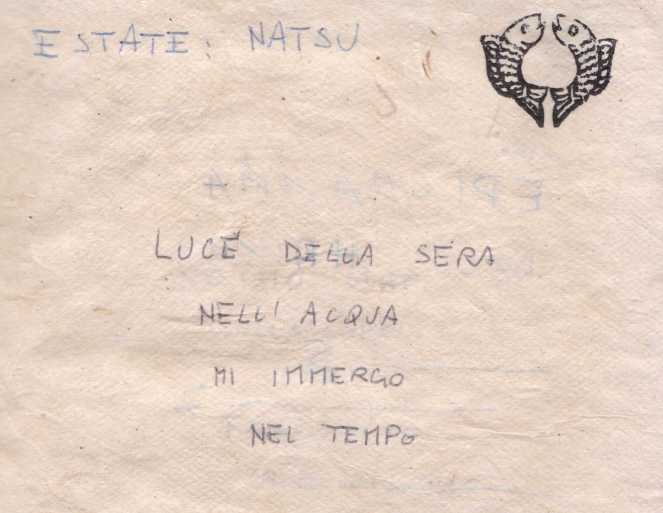 ESTATE: NATSU
LUCE DELLA SERA
NELL' ACQUA
MI IMMERGO
NEL TEMPO